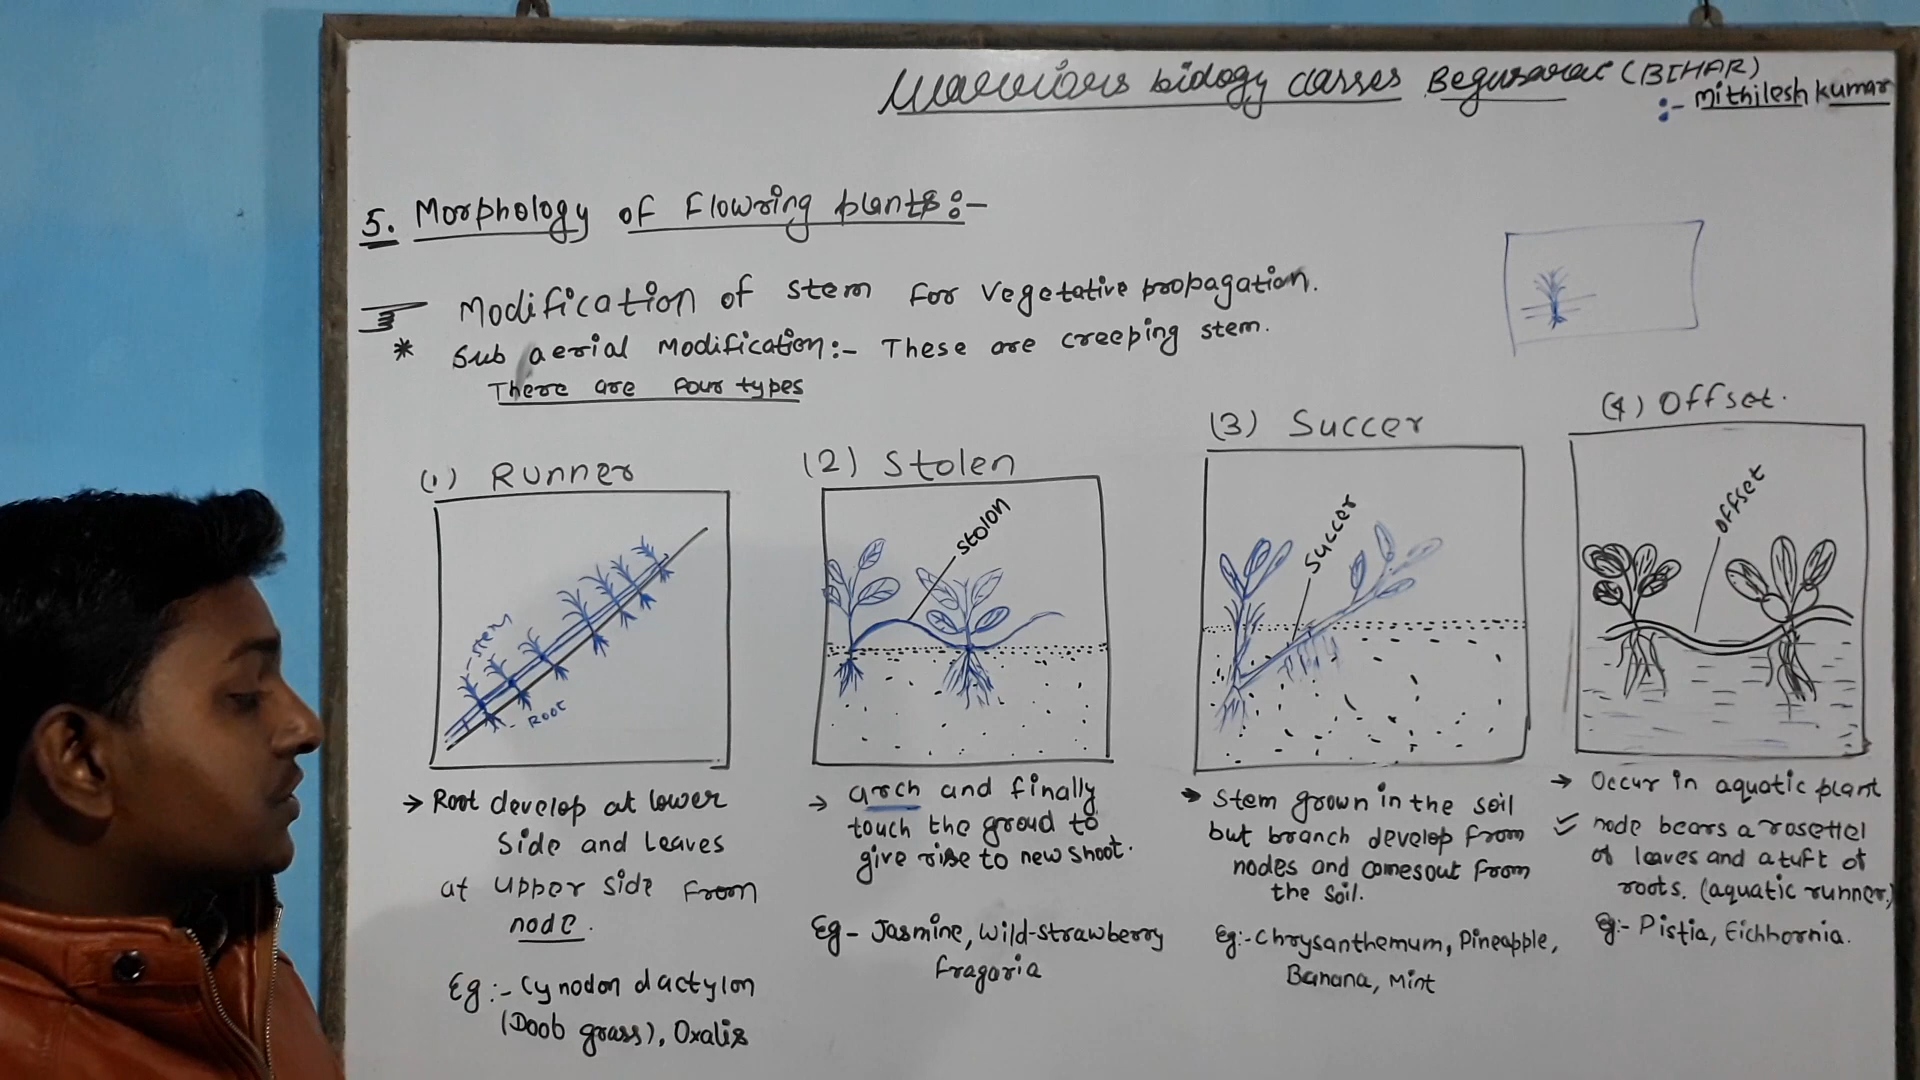 Warriors biology classes Begusarai (BIHAR)
:- Mithilesh kumar
5. Morphology of Flowring plants:-
Modification of stem for vegetative propagation.
* Sub aerial Modification:- These are creeping stem.
There are four types
(1) Runner
stem
Root
→ Root develop at lower
side and leaves
at upper side from
node.
Eg:- Cynodon dactylon
(Doob grass), Oxalis
(2) Stolen
stolon
→ arch and finally
touch the groud to
give rise to new shoot.
Eg- Jasmine, Wild-strawberry
fragaria
(3) Succer
Succer
→ Stem grown in the soil
but branch develop from
nodes and comesout from
the soil.
Eg:- Chrysanthemum, Pineapple,
Banana, Mint
(4) Offset.
offset
→ Occur in aquatic plant
node bears a rosettel
of leaves and a tuft of
roots. (aquatic runner)
Eg:- Pistia, Eichhornia.